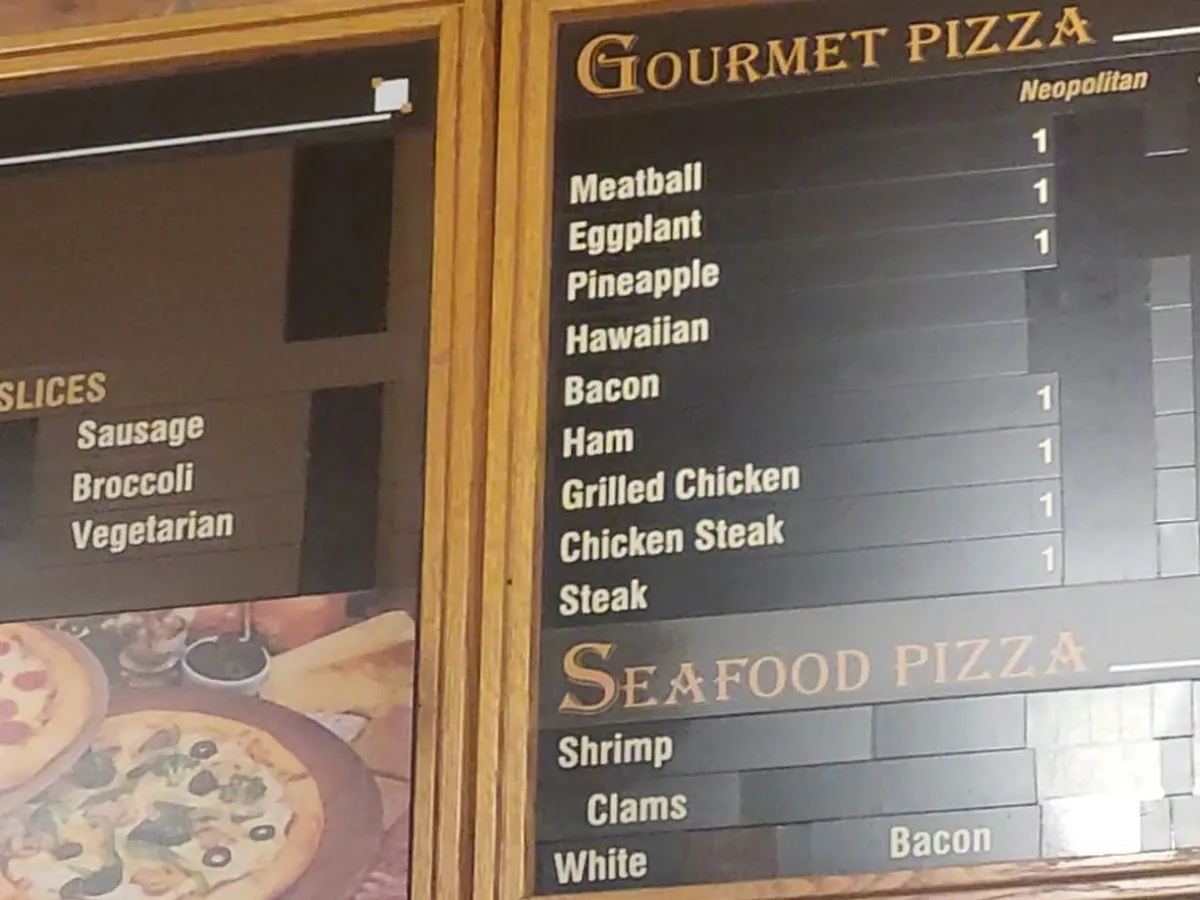 SLICES
Sausage
Broccoli
Vegetarian
GOURMET PIZZA
Neopolitan
1
Meatball
1
Eggplant
1
Pineapple
Hawaiian
Bacon
1
Ham
1
Grilled Chicken
1
Chicken Steak
1
Steak
SEAFOOD PIZZA
Shrimp
Clams
White Bacon